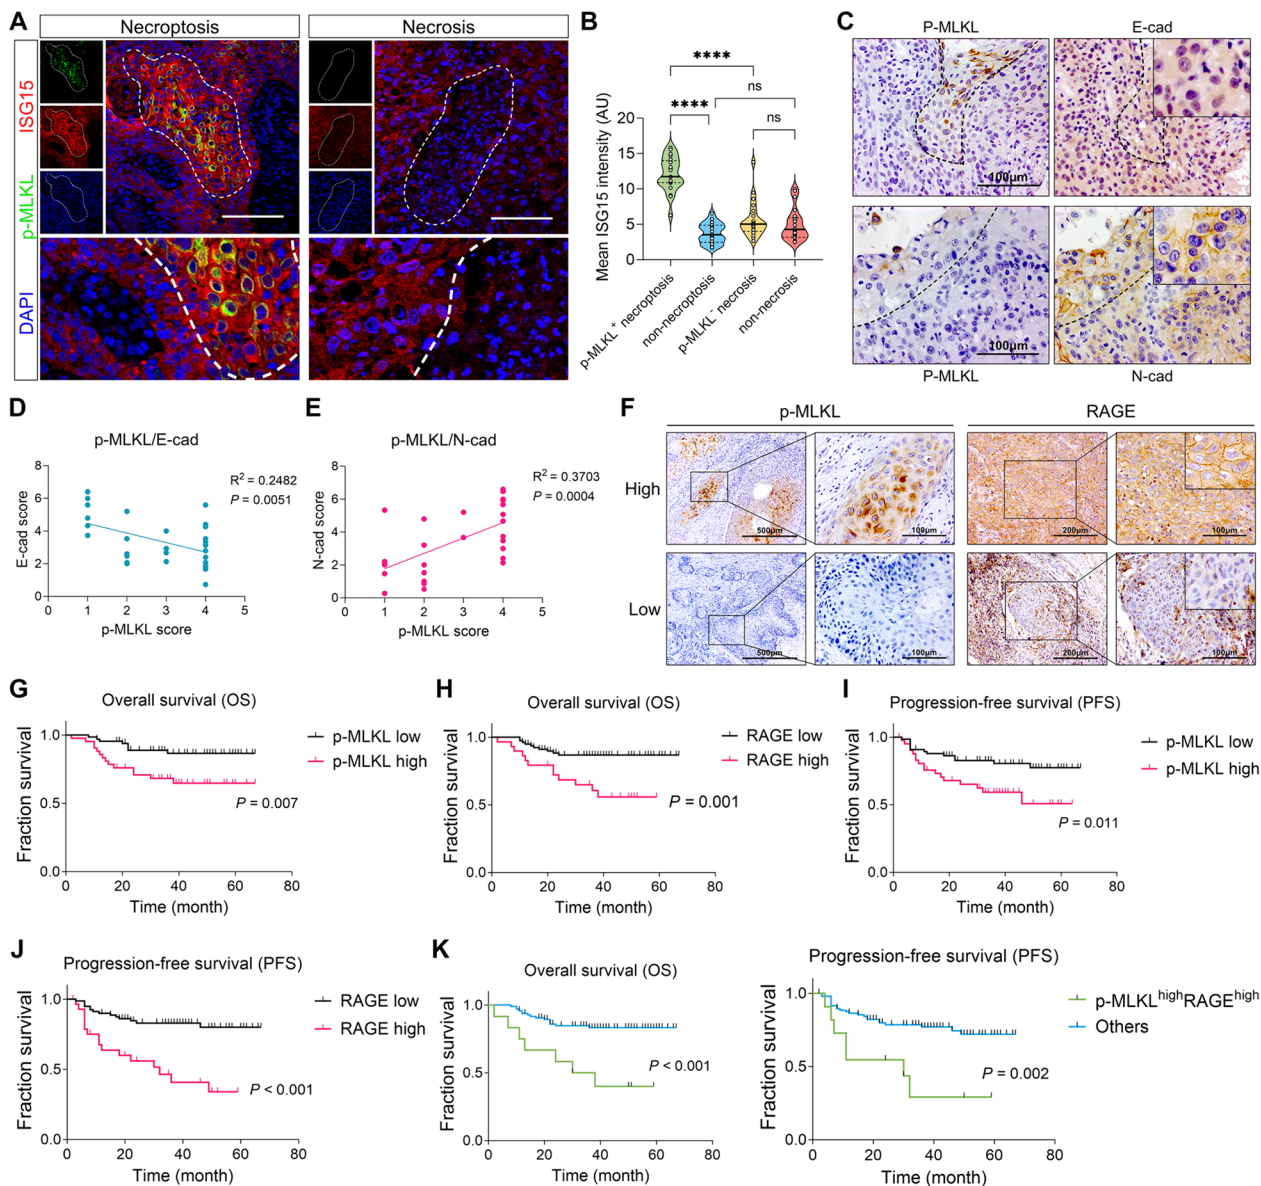 A
Necroptosis
Necrosis
ISG15
p-MLKL
DAPI
B
Mean ISG15 intensity (AU)
20
15
10
5
0
****
****
ns
ns
p-MLKL+ necroptosis
non-necroptosis
p-MLKL- necrosis
non-necrosis
C
P-MLKL
E-cad
100μm
100μm
P-MLKL
N-cad
D
p-MLKL/E-cad
R2 = 0.2482
P = 0.0051
E-cad score
8
6
4
2
0
0 1 2 3 4 5
p-MLKL score
E
p-MLKL/N-cad
R2 = 0.3703
P = 0.0004
N-cad score
8
6
4
2
0
0 1 2 3 4 5
p-MLKL score
F
p-MLKL
RAGE
High
500μm
100μm
200μm
100μm
Low
500μm
100μm
200μm
100μm
G
Overall survival (OS)
p-MLKL low
p-MLKL high
P = 0.007
Fraction survival
1.0
0.5
0.0
0 20 40 60 80
Time (month)
H
Overall survival (OS)
RAGE low
RAGE high
P = 0.001
Fraction survival
1.0
0.5
0.0
0 20 40 60 80
Time (month)
I
Progression-free survival (PFS)
p-MLKL low
p-MLKL high
P = 0.011
Fraction survival
1.0
0.5
0.0
0 20 40 60 80
Time (month)
J
Progression-free survival (PFS)
RAGE low
RAGE high
P < 0.001
Fraction survival
1.0
0.5
0.0
0 20 40 60 80
Time (month)
K
Overall survival (OS)
P < 0.001
Fraction survival
1.0
0.5
0.0
0 20 40 60 80
Time (month)
Progression-free survival (PFS)
p-MLKLhighRAGEhigh
Others
P = 0.002
Fraction survival
1.0
0.5
0.0
0 20 40 60 80
Time (month)